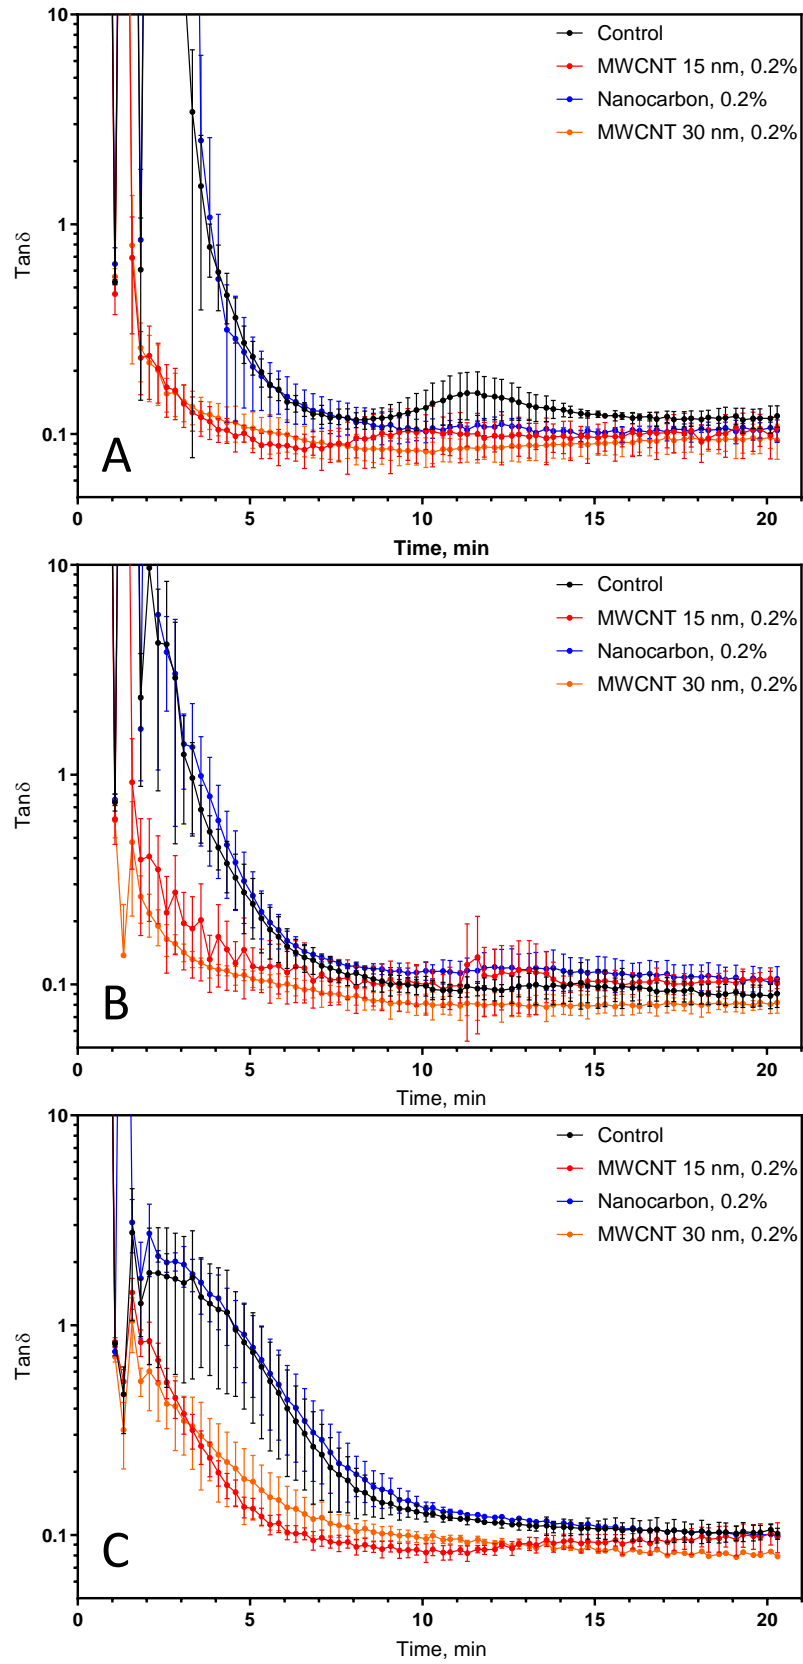 10
Control
MWCNT 15 nm, 0.2%
Nanocarbon, 0.2%
MWCNT 30 nm, 0.2%
1
Tanδ
0.1
A
0 5 10 15 20
Time, min
10
Control
MWCNT 15 nm, 0.2%
Nanocarbon, 0.2%
MWCNT 30 nm, 0.2%
1
Tanδ
0.1
B
0 5 10 15 20
Time, min
10
Control
MWCNT 15 nm, 0.2%
Nanocarbon, 0.2%
MWCNT 30 nm, 0.2%
1
Tanδ
0.1
C
0 5 10 15 20
Time, min